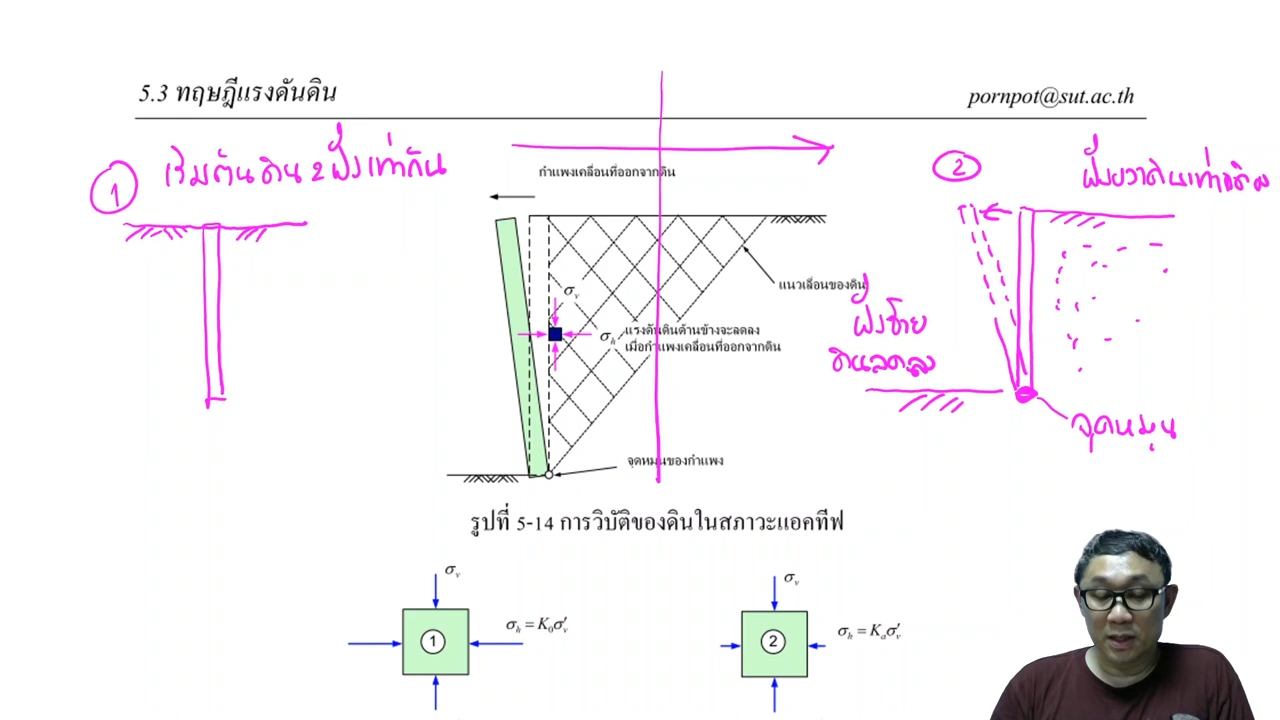 5.3 ทฤษฎีแรงดันดิน
pornpot@sut.ac.th
1 เริ่มต้นดิน 2 ฝั่งเท่ากัน
กำแพงเคลื่อนที่ออกจากดิน
2
ฝั่งขวาดินเท่าเดิม
แนวเลื่อนของดิน
σv
σh
แรงดันดินด้านข้างจะลดลง
เมื่อกำแพงเคลื่อนที่ออกจากดิน
ฝั่งซ้าย
ดินลดลง
จุดหมุน
จุดหมุนของกำแพง
รูปที่ 5-14 การวิบัติของดินในสภาวะแอคทีฟ
σv
σh = K0σ′v
1
σv
σh = Kaσ′v
2